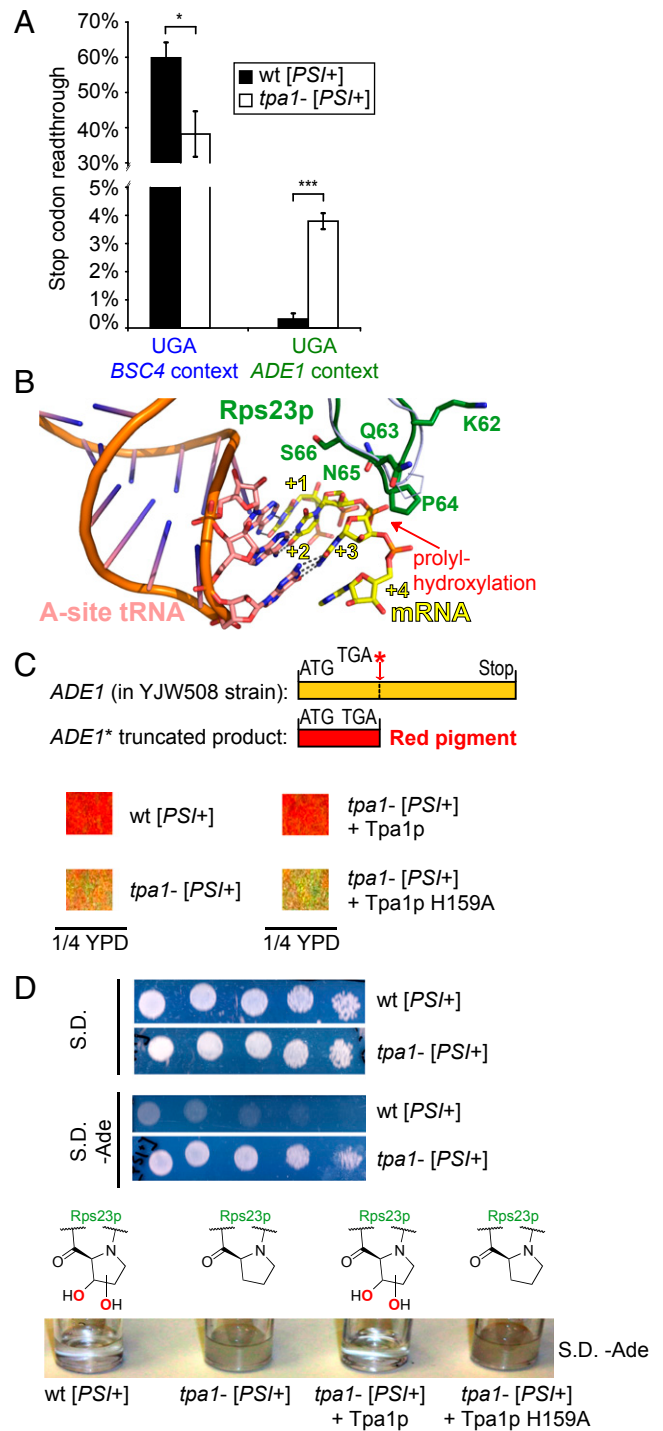 A
70%
60%
50%
40%
30%
5%
4%
3%
2%
1%
0%
Stop codon readthrough
*
***
wt [PSI+]
tpa1- [PSI+]
UGA
BSC4 context
UGA
ADE1 context
B
Rps23p
K62
Q63
S66
N65
P64
+1
+2
+3
+4
prolyl-
hydroxylation
A-site tRNA
mRNA
C
ATG TGA * Stop
ADE1 (in YJW508 strain):
ATG TGA
ADE1* truncated product: Red pigment
wt [PSI+]
tpa1- [PSI+]
+ Tpa1p
tpa1- [PSI+]
tpa1- [PSI+]
+ Tpa1p H159A
1/4 YPD
1/4 YPD
D
S.D.
wt [PSI+]
tpa1- [PSI+]
S.D.
-Ade
wt [PSI+]
tpa1- [PSI+]
Rps23p Rps23p Rps23p Rps23p
O N HO OH
O N
O N HO OH
O N
S.D. -Ade
wt [PSI+]
tpa1- [PSI+]
tpa1- [PSI+]
+ Tpa1p
tpa1- [PSI+]
+ Tpa1p H159A